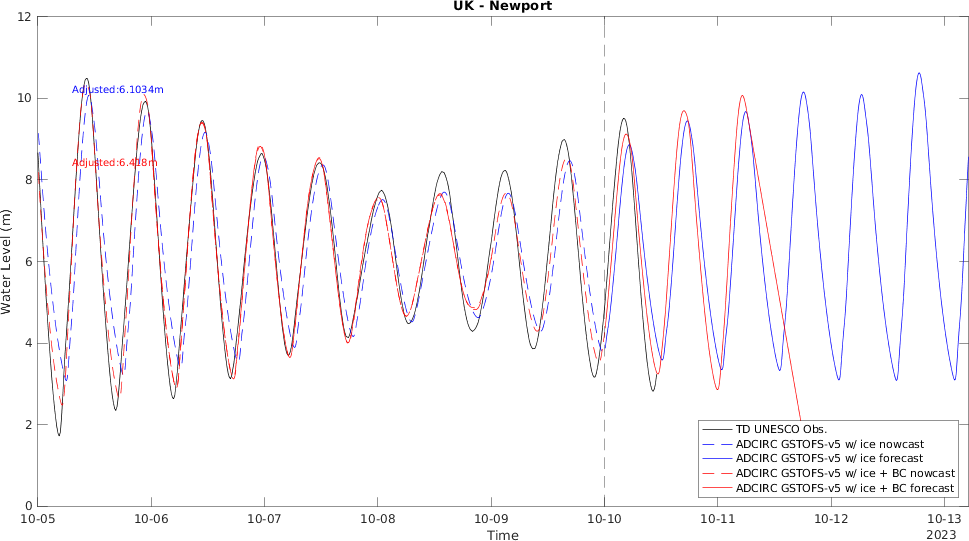 UK - Newport
12
10
8
6
4
2
0
Water Level (m)
Adjusted:6.1034m
Adjusted:6.418m
TD UNESCO Obs.
ADCIRC GSTOFS-v5 w/ ice nowcast
ADCIRC GSTOFS-v5 w/ ice forecast
ADCIRC GSTOFS-v5 w/ ice + BC nowcast
ADCIRC GSTOFS-v5 w/ ice + BC forecast
10-05 10-06 10-07 10-08 10-09 10-10 10-11 10-12 10-13
Time
2023